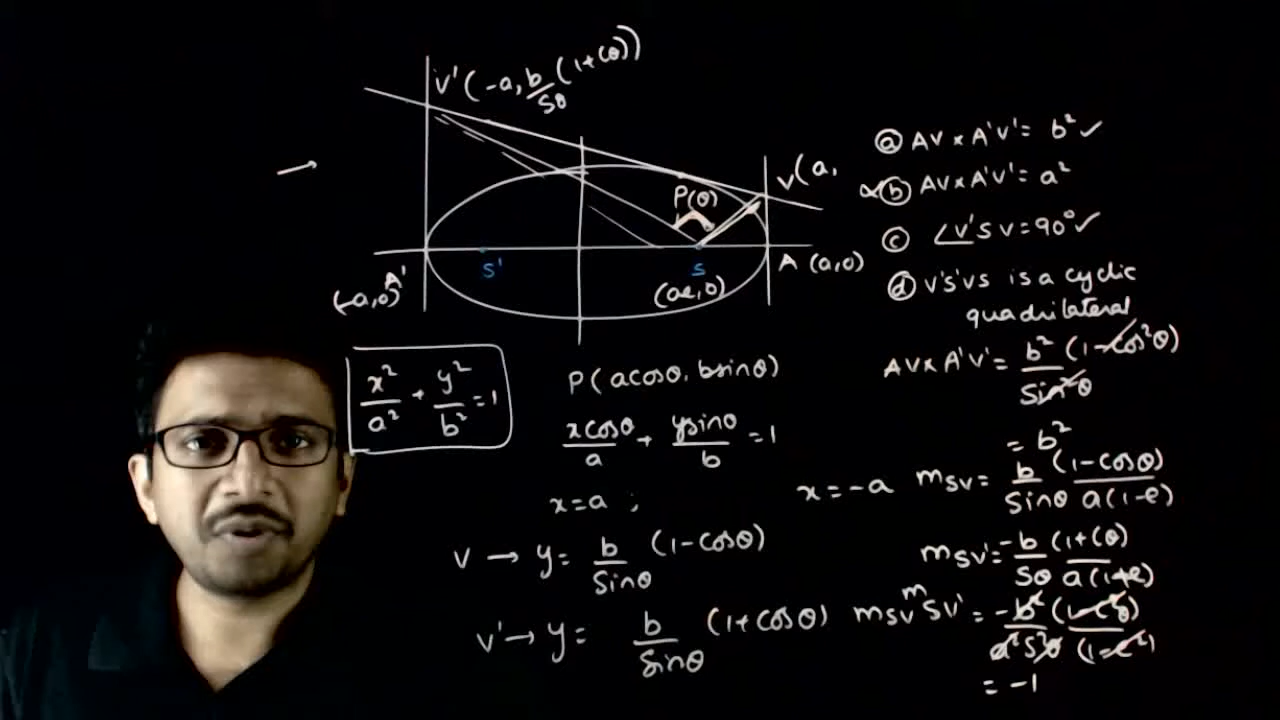 V'(-a, b/sθ (1+cθ))
V(a,
P(θ)
A'
(-a,0)
S'
S
(ae,0)
A (a,0)
ⓐ AV × A'V' = b² ✓
ⓑ AV × A'V' = a²
ⓒ ∠V'SV = 90° ✓
ⓓ V'S'VS is a cyclic
quadrilateral
x²/a² + y²/b² = 1
P(acosθ, bsinθ)
xcosθ/a + ysinθ/b = 1
x = a ; x = -a
V → y = b/sinθ (1-cosθ)
V' → y = b/sinθ (1+cosθ)
AV × A'V' = b²/sin²θ (1-cos²θ)
= b²
m_SV = b/sinθ (1-cosθ)/a(1-e)
m_SV' = -b/sθ (1+cθ)/a(1+e)
m_SV m_SV' = -b²/a²s²θ (1-c²θ)/(1-e²)
= -1